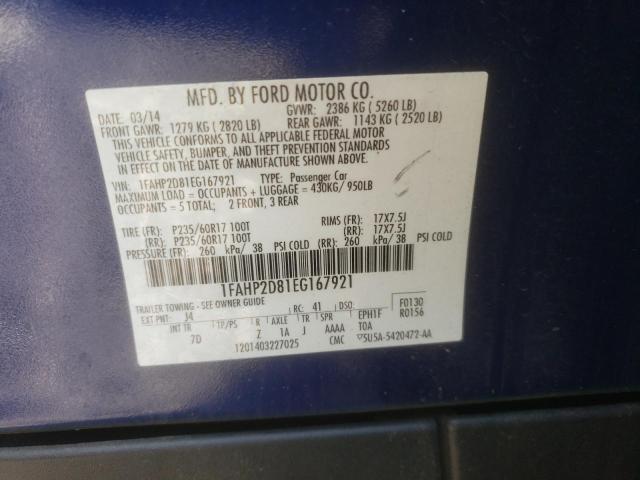 MFD. BY FORD MOTOR CO.
DATE: 03/14 GVWR: 2386 KG ( 5260 LB)
FRONT GAWR: 1279 KG ( 2820 LB) REAR GAWR: 1143 KG ( 2520 LB)
THIS VEHICLE CONFORMS TO ALL APPLICABLE FEDERAL MOTOR
VEHICLE SAFETY, BUMPER, AND THEFT PREVENTION STANDARDS
IN EFFECT ON THE DATE OF MANUFACTURE SHOWN ABOVE.
VIN: 1FAHP2D81EG167921 TYPE: Passenger Car
MAXIMUM LOAD = OCCUPANTS + LUGGAGE = 430KG/ 950LB
OCCUPANTS = 5 TOTAL; 2 FRONT, 3 REAR
TIRE (FR): P235/60R17 100T RIMS (FR): 17X7.5J
(RR): P235/60R17 100T (RR): 17X7.5J
PRESSURE (FR): 260 kPa/ 38 PSI COLD (RR): 260 kPa/ 38 PSI COLD
1FAHP2D81EG167921
TRAILER TOWING - SEE OWNER GUIDE
EXT PNT: J4 RC: 41 DSO: F0130
INT TR TP/PS R AXLE TR SPR EPH1F R0156
7D Z 1A J AAAA TOA
1201403227025 CMC 5U5A-5420472-AA